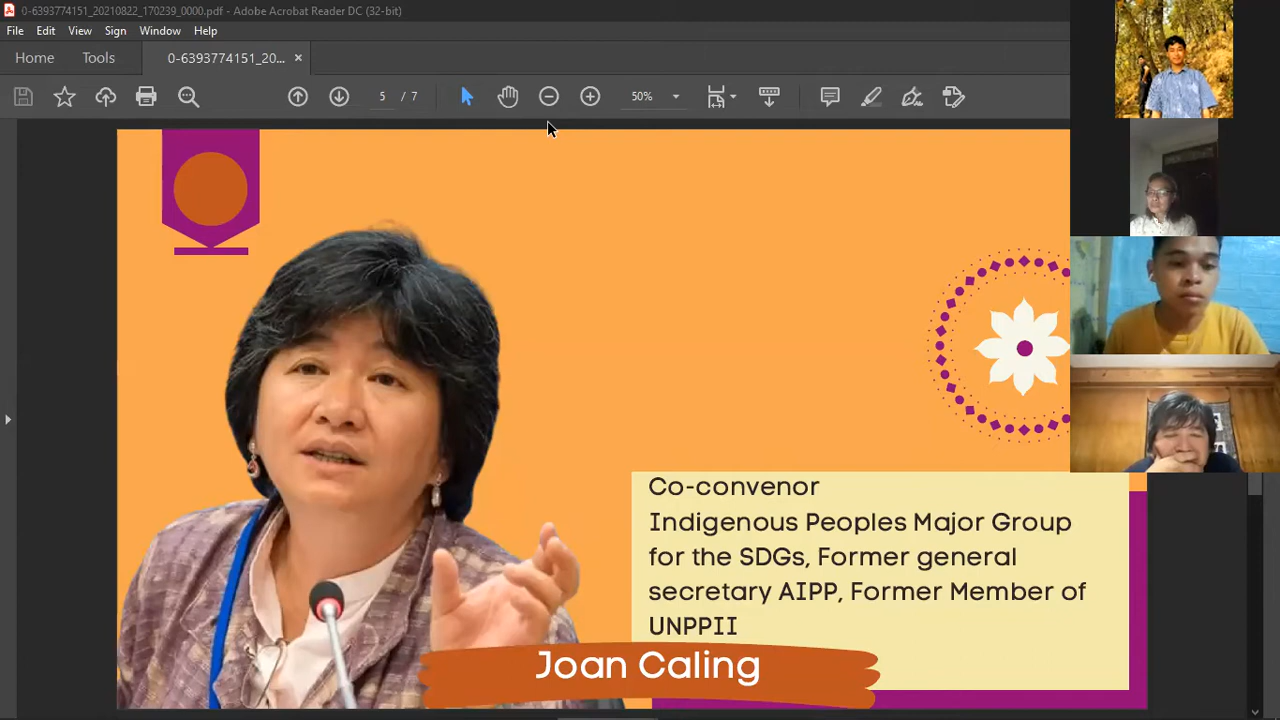 0-6393774151_20210822_170239_0000.pdf - Adobe Acrobat Reader DC (32-bit)
File Edit View Sign Window Help
Home Tools 0-6393774151_20... ×
5 / 7 50%
Co-convenor
Indigenous Peoples Major Group
for the SDGs, Former general
secretary AIPP, Former Member of
UNPPII
Joan Caling